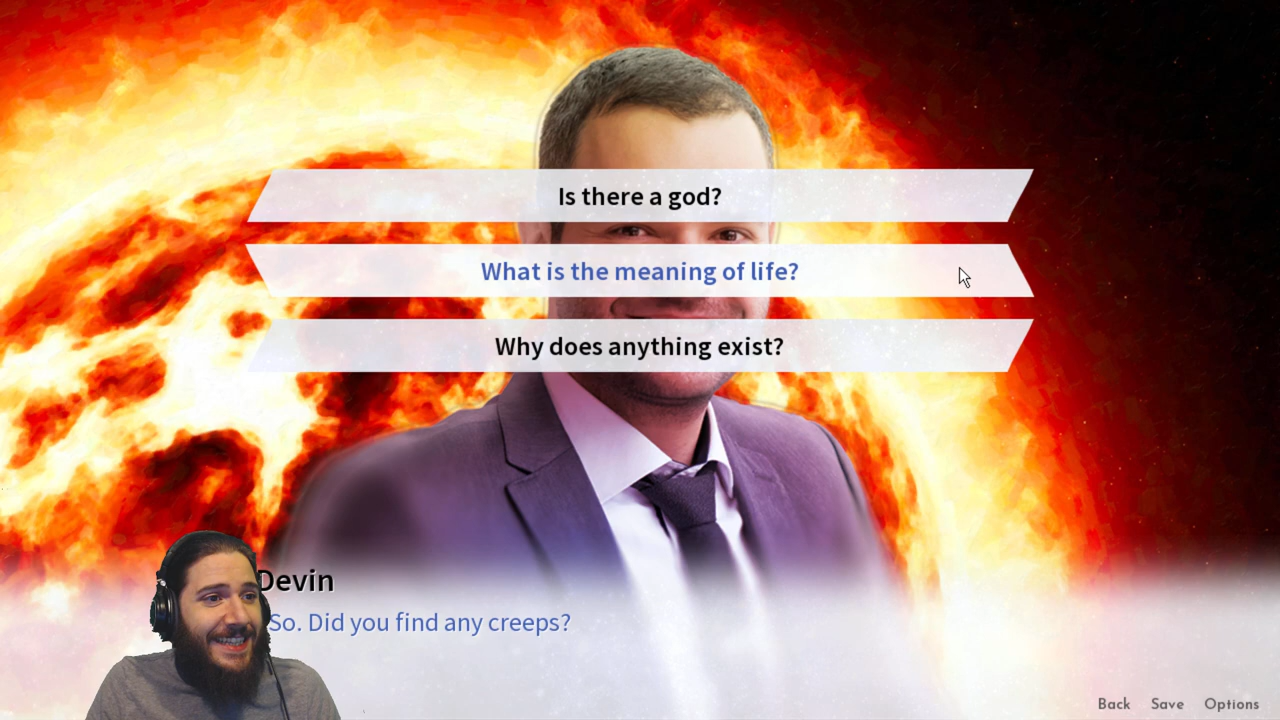 Is there a god?
What is the meaning of life?
Why does anything exist?
Devin
So. Did you find any creeps?
Back Save Options